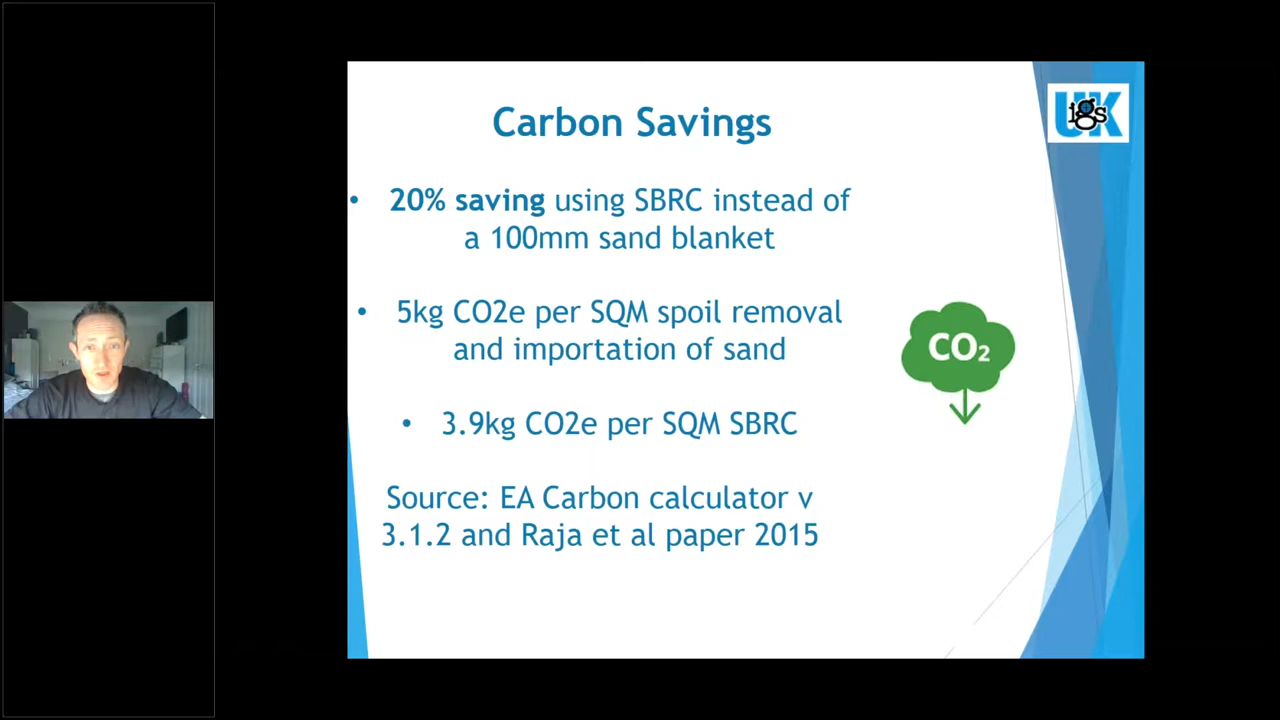 Carbon Savings
UK
igs
• 20% saving using SBRC instead of
a 100mm sand blanket
• 5kg CO2e per SQM spoil removal
and importation of sand
CO₂
• 3.9kg CO2e per SQM SBRC
Source: EA Carbon calculator v
3.1.2 and Raja et al paper 2015